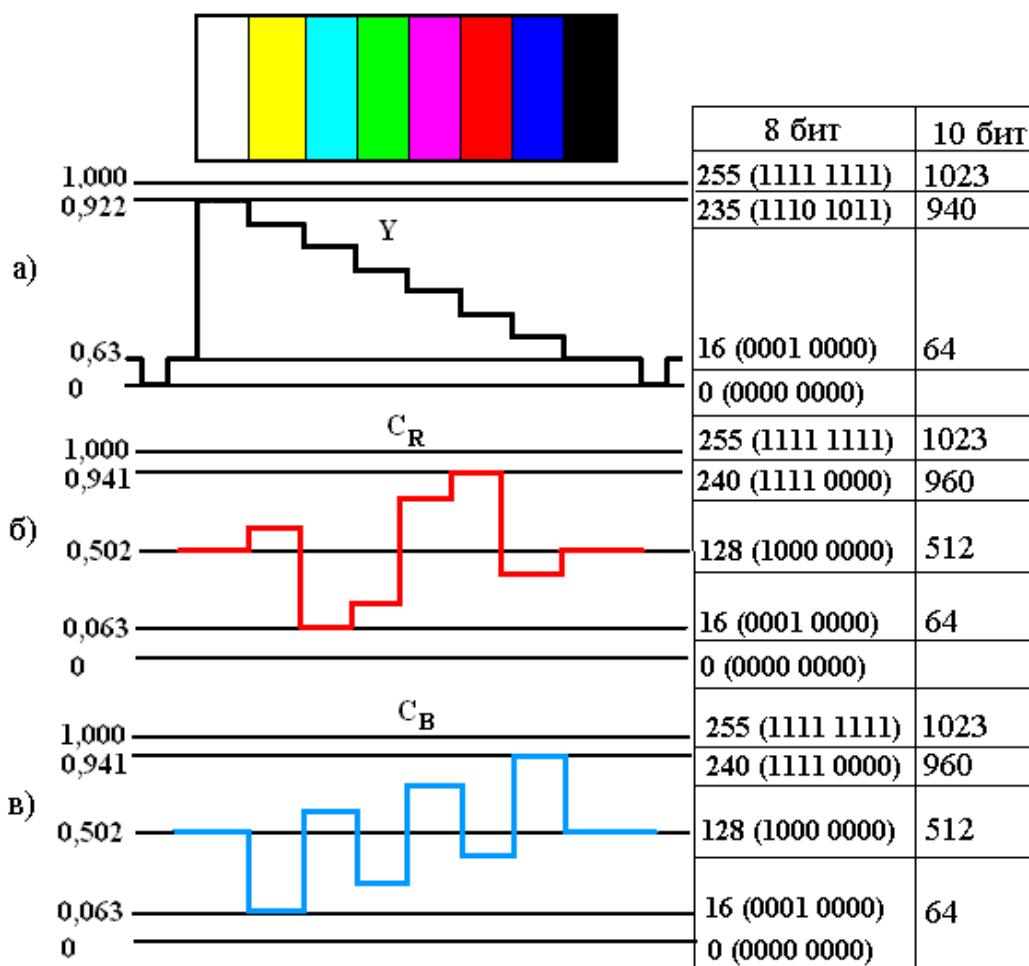 8 бит 10 бит
1,000 255 (1111 1111) 1023
0,922 235 (1110 1011) 940
Y
а)
0,63 16 (0001 0000) 64
0 0 (0000 0000)
C_R
1,000 255 (1111 1111) 1023
0,941 240 (1111 0000) 960
б)
0,502 128 (1000 0000) 512
0,063 16 (0001 0000) 64
0 0 (0000 0000)
C_B
1,000 255 (1111 1111) 1023
0,941 240 (1111 0000) 960
в)
0,502 128 (1000 0000) 512
0,063 16 (0001 0000) 64
0 0 (0000 0000)